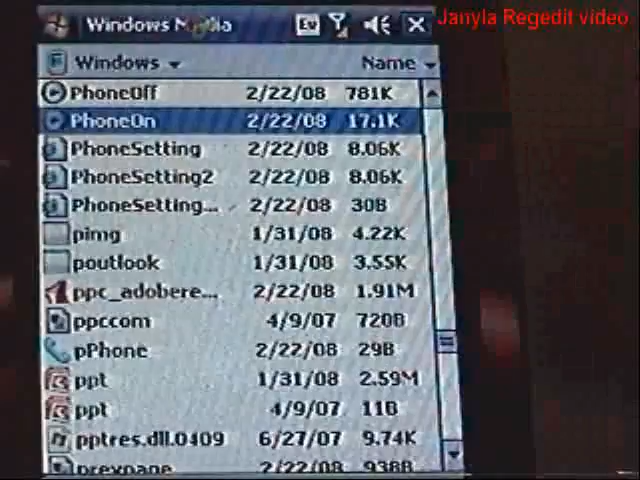 Janyla Regedit video
Windows Media
Windows Name
PhoneOff 2/22/08 781K
PhoneOn 2/22/08 17.1K
PhoneSetting 2/22/08 8.06K
PhoneSetting2 2/22/08 8.06K
PhoneSetting... 2/22/08 30B
pimg 1/31/08 4.22K
poutlook 1/31/08 3.55K
ppc_adobere... 2/22/08 1.91M
ppccom 4/9/07 720B
pPhone 2/22/08 29B
ppt 1/31/08 2.59M
ppt 4/9/07 11B
pptres.dll.0409 6/27/07 9.74K
prevpane 2/22/08 938B